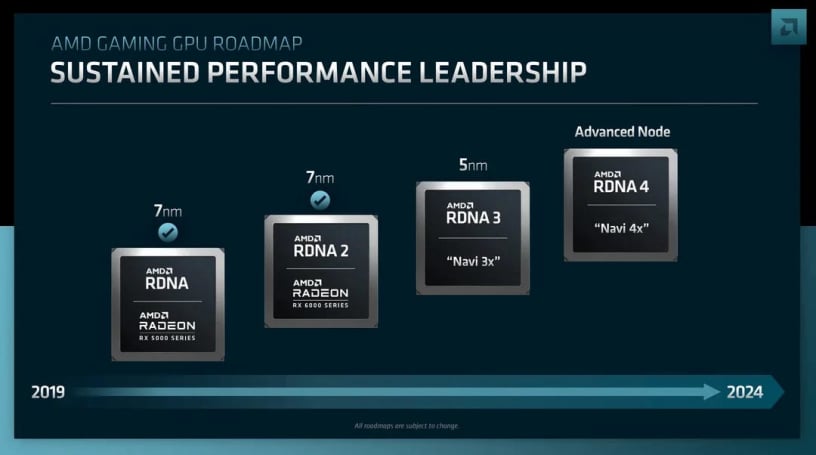 AMD GAMING GPU ROADMAP
SUSTAINED PERFORMANCE LEADERSHIP
7nm
AMD
RDNA
AMD
RADEON
RX 5000 SERIES
7nm
AMD
RDNA 2
AMD
RADEON
RX 6000 SERIES
5nm
AMD
RDNA 3
"Navi 3x"
Advanced Node
AMD
RDNA 4
"Navi 4x"
2019
2024
All roadmaps are subject to change.